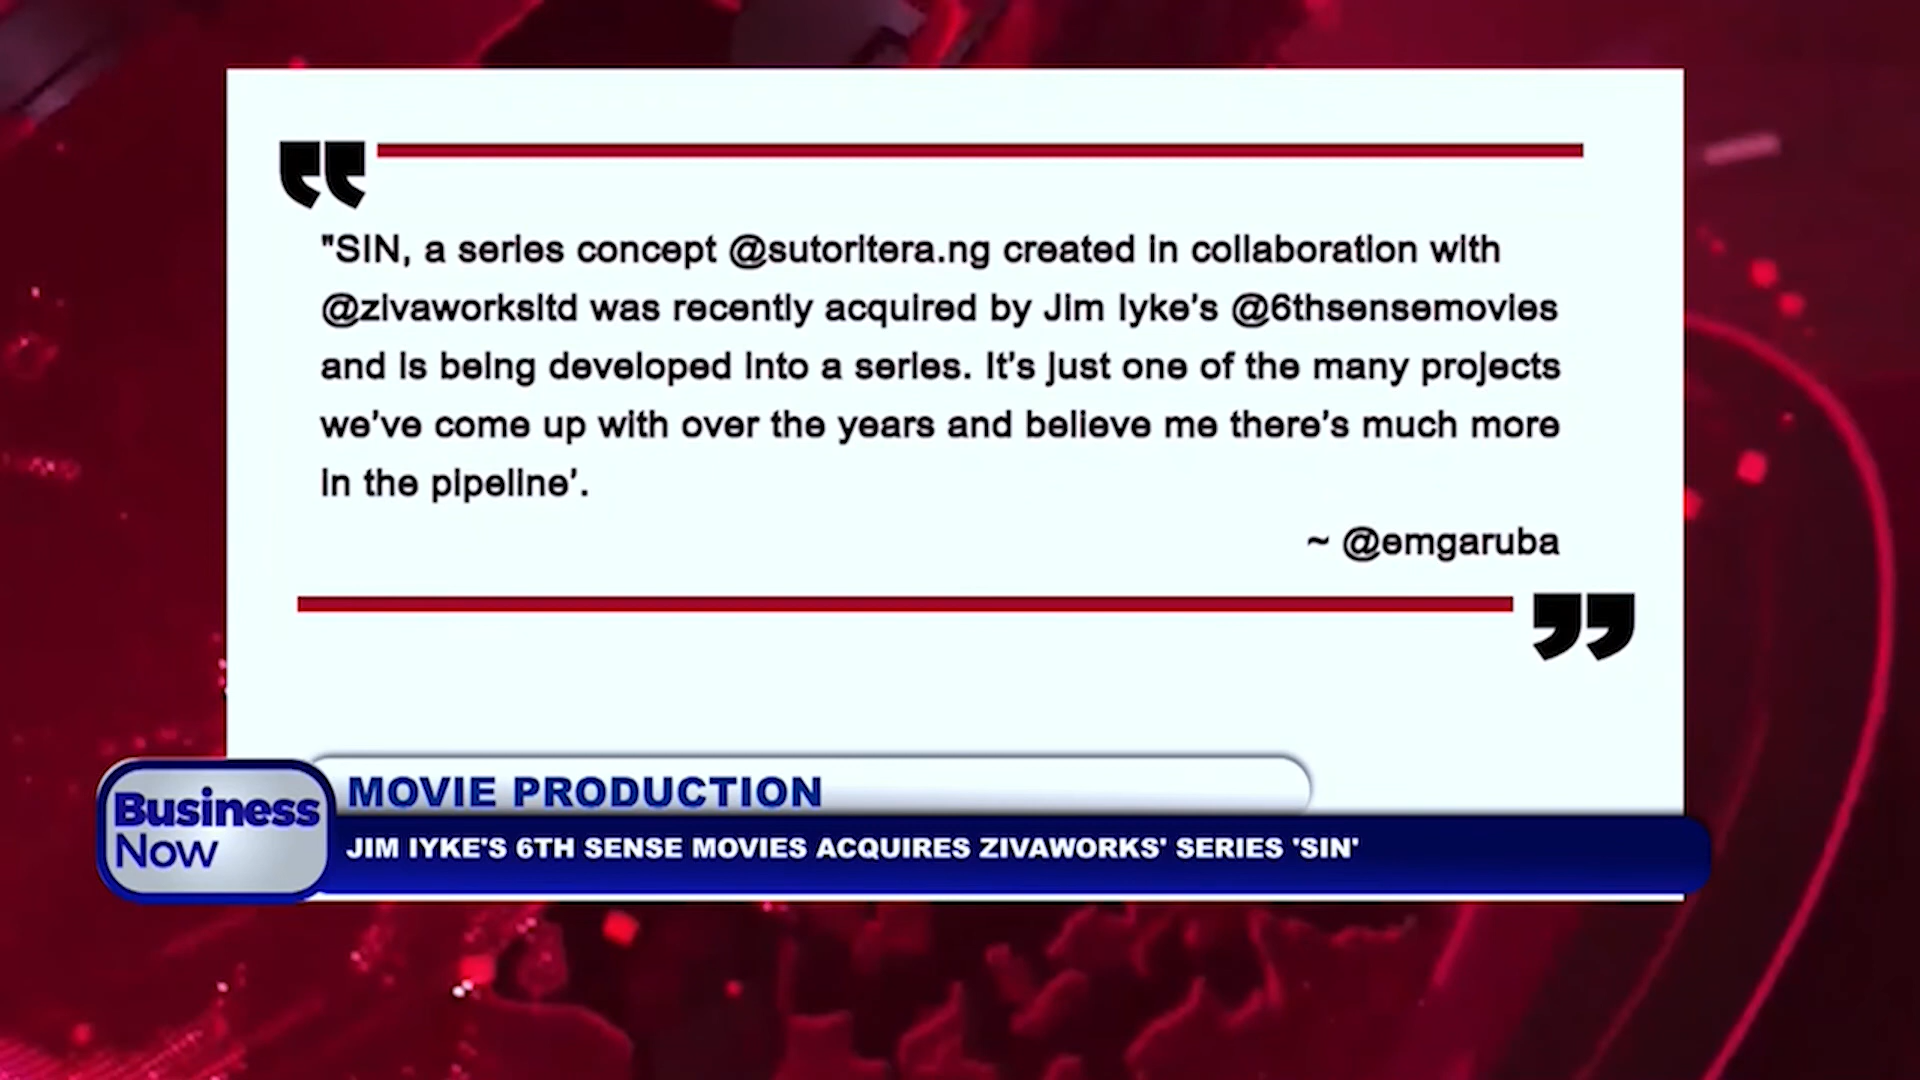 "SIN, a series concept @sutoritera.ng created in collaboration with
@zivaworksltd was recently acquired by Jim Iyke’s @6thsensemovies
and is being developed into a series. It’s just one of the many projects
we’ve come up with over the years and believe me there’s much more
in the pipeline’.
~ @emgaruba
MOVIE PRODUCTION
Business
Now
JIM IYKE'S 6TH SENSE MOVIES ACQUIRES ZIVAWORKS' SERIES 'SIN'